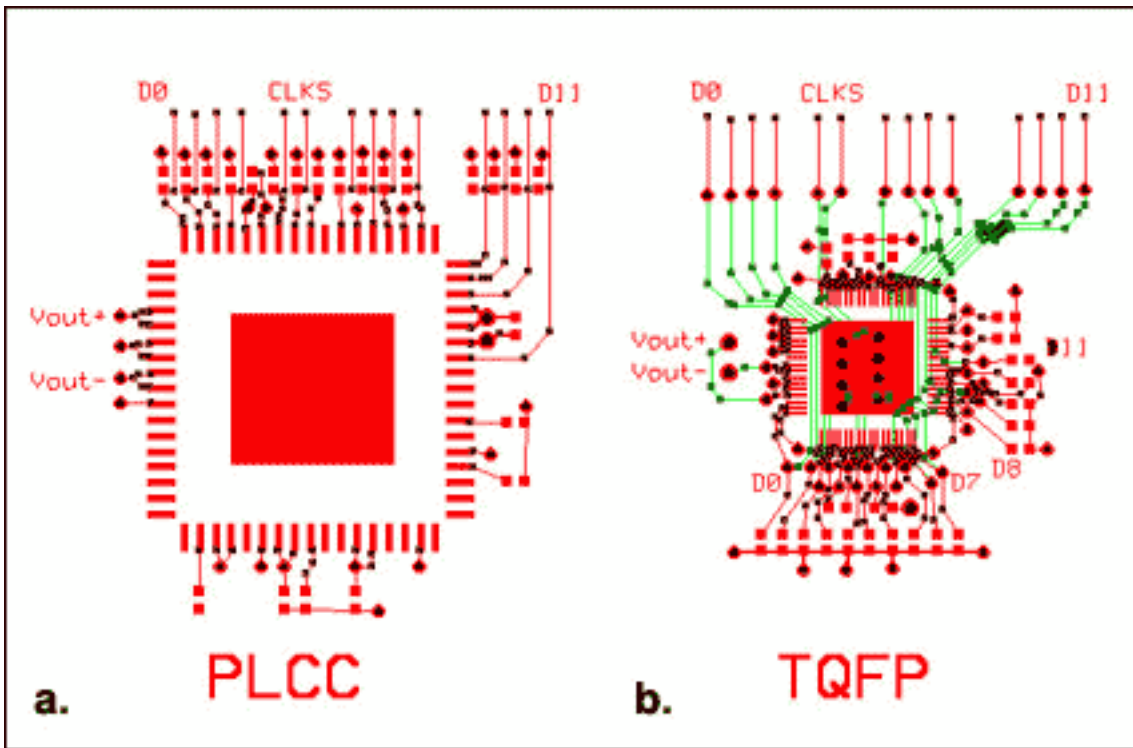 D0 CLKS D11
Vout+
Vout-
PLCC
a.
D0 CLKS D11
Vout+
Vout-
D11
D8
D0 D7
TQFP
b.